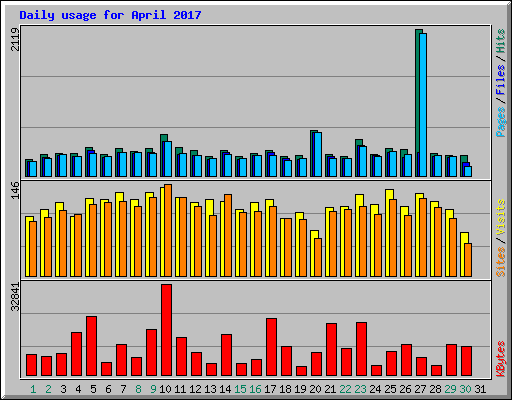 Daily usage for April 2017
2119
Pages / Files / Hits
146
Sites / Visits
32841
KBytes
1 2 3 4 5 6 7 8 9 10 11 12 13 14 15 16 17 18 19 20 21 22 23 24 25 26 27 28 29 30 31